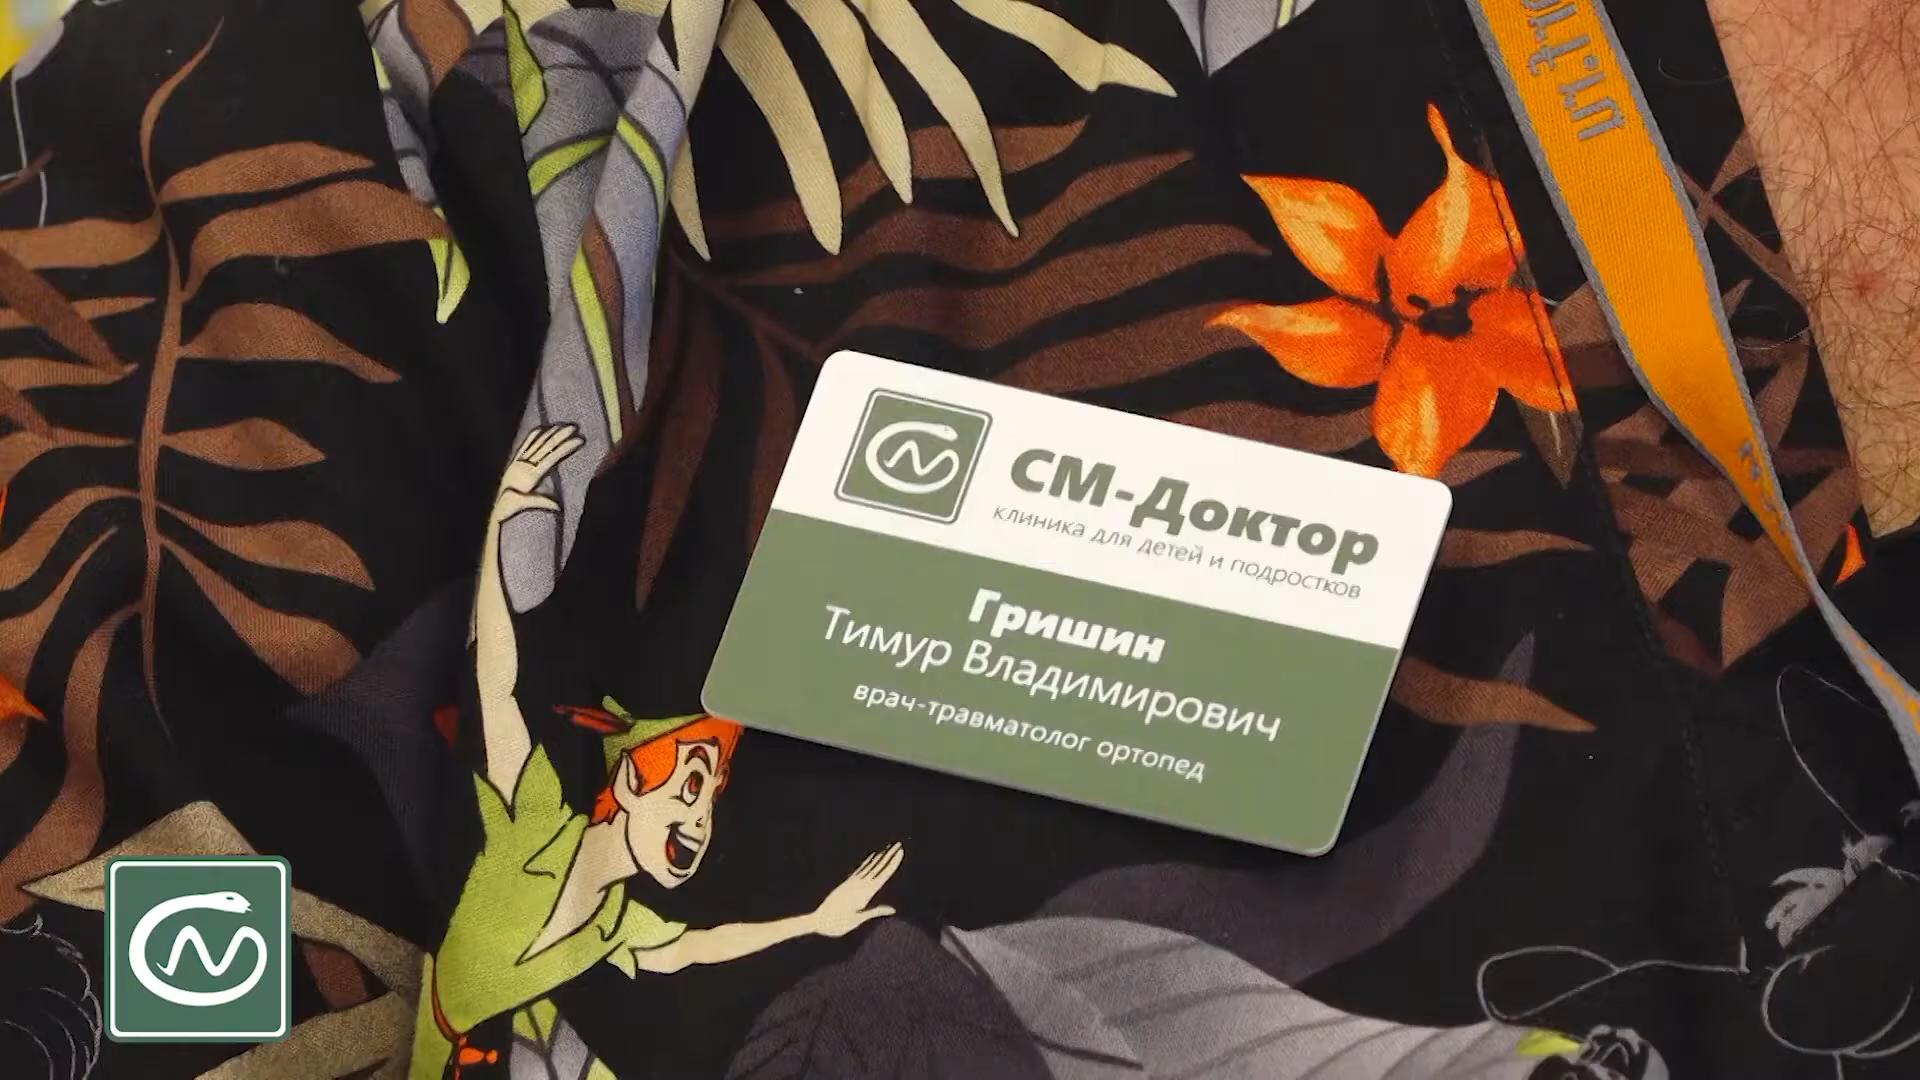 СМ-Доктор
клиника для детей и подростков
Гришин
Тимур Владимирович
врач-травматолог ортопед